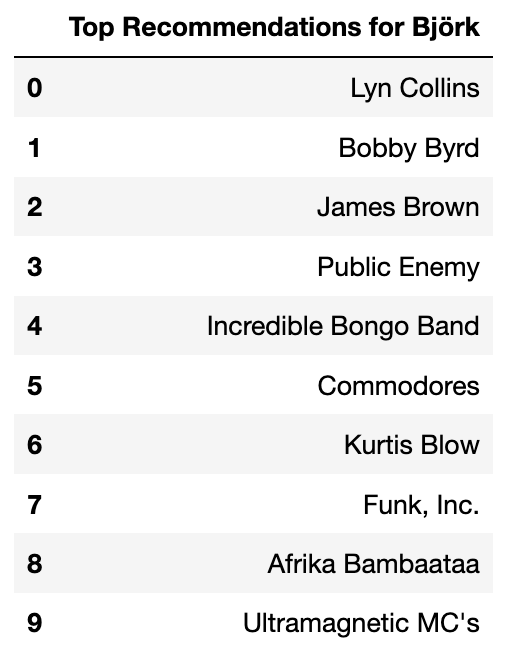 Top Recommendations for Björk
0 Lyn Collins
1 Bobby Byrd
2 James Brown
3 Public Enemy
4 Incredible Bongo Band
5 Commodores
6 Kurtis Blow
7 Funk, Inc.
8 Afrika Bambaataa
9 Ultramagnetic MC's